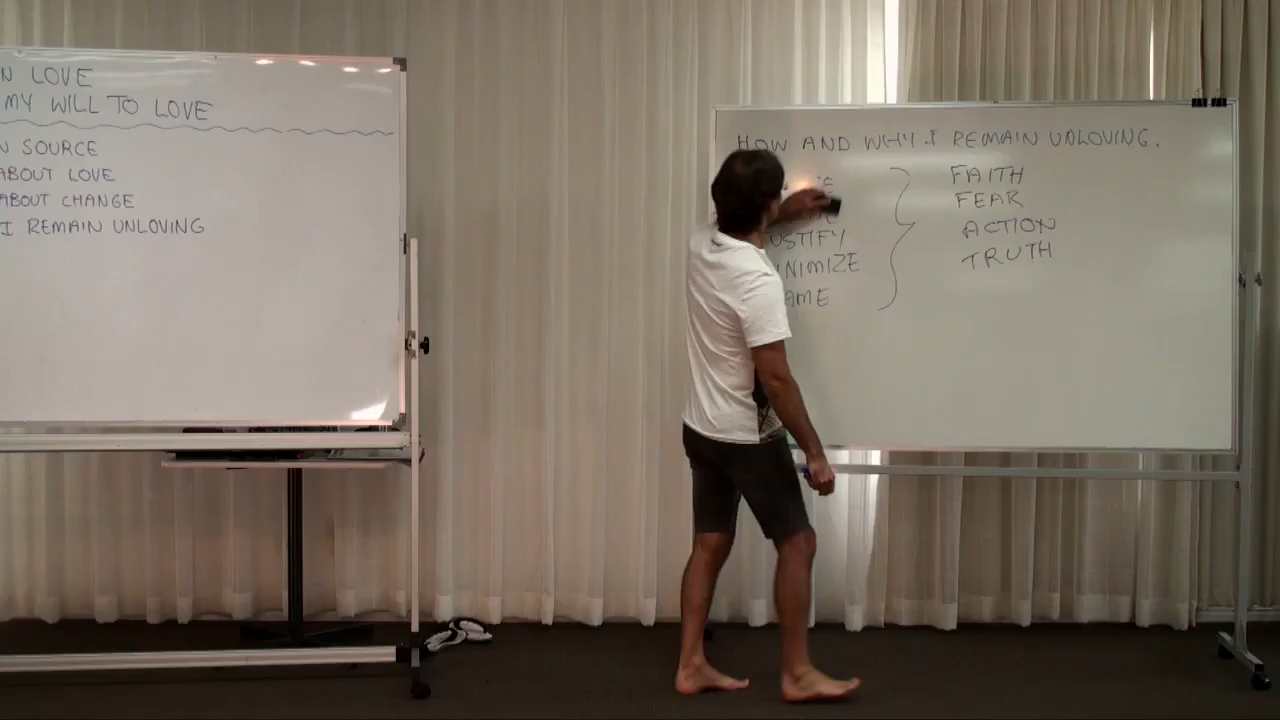 N LOVE
MY WILL TO LOVE
N SOURCE
ABOUT LOVE
ABOUT CHANGE
I REMAIN UNLOVING
HOW AND WHY I REMAIN UNLOVING.
USTIFY
NIMIZE
AME
FAITH
FEAR
ACTION
TRUTH